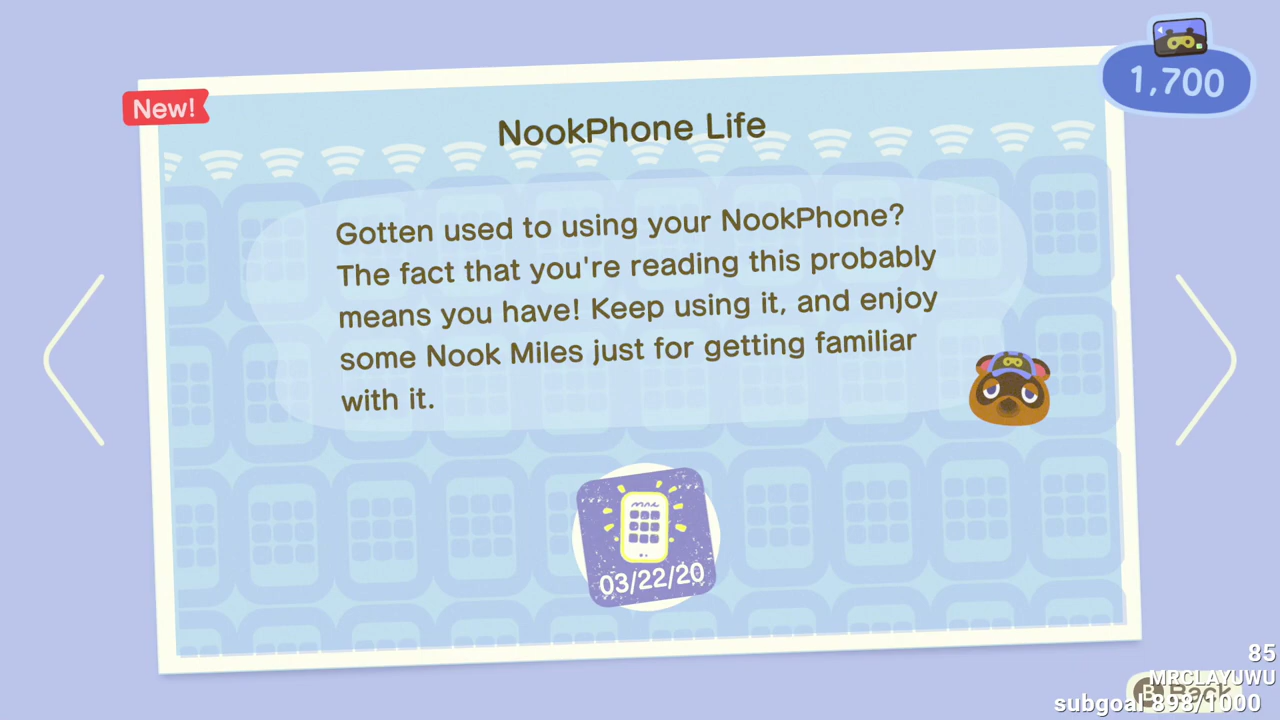 1,700
New!
NookPhone Life
Gotten used to using your NookPhone?
The fact that you're reading this probably
means you have! Keep using it, and enjoy
some Nook Miles just for getting familiar
with it.
03/22/20
85
MRCLAYUWU
B Back
subgoal 898/1000